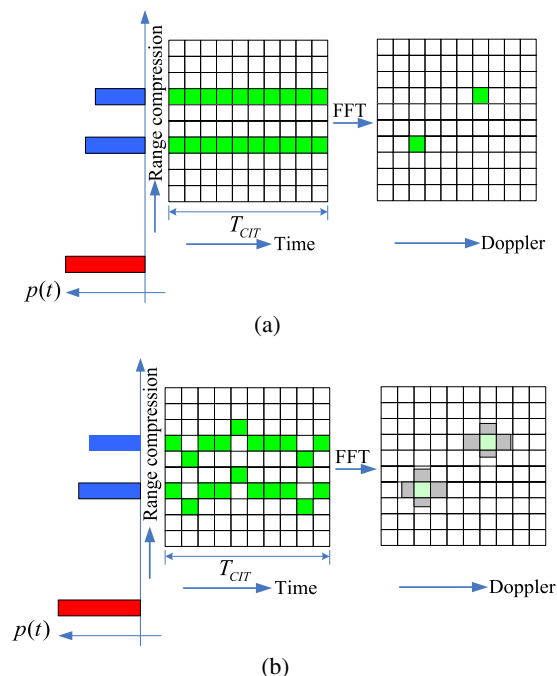 Range compression
FFT
T_CIT
Time
Doppler
p(t)
(a)
Range compression
FFT
T_CIT
Time
Doppler
p(t)
(b)